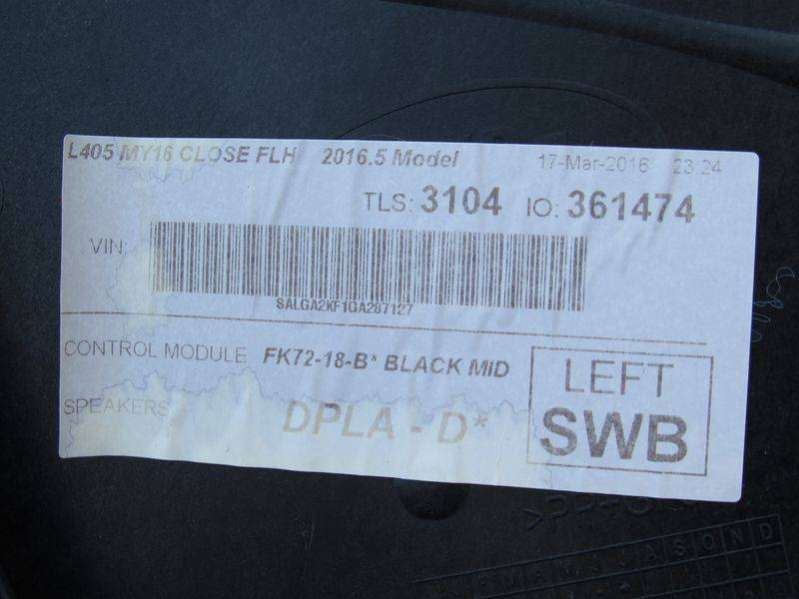 L405 MY16 CLOSE FLH 2016.5 Model 17-Mar-2016 23:24
TLS: 3104 IO: 361474
VIN:
SALGA2KF1GA287127
CONTROL MODULE FK72-18-B* BLACK MID
SPEAKERS DPLA - D*
LEFT
SWB
J F M A M J J A S O N D